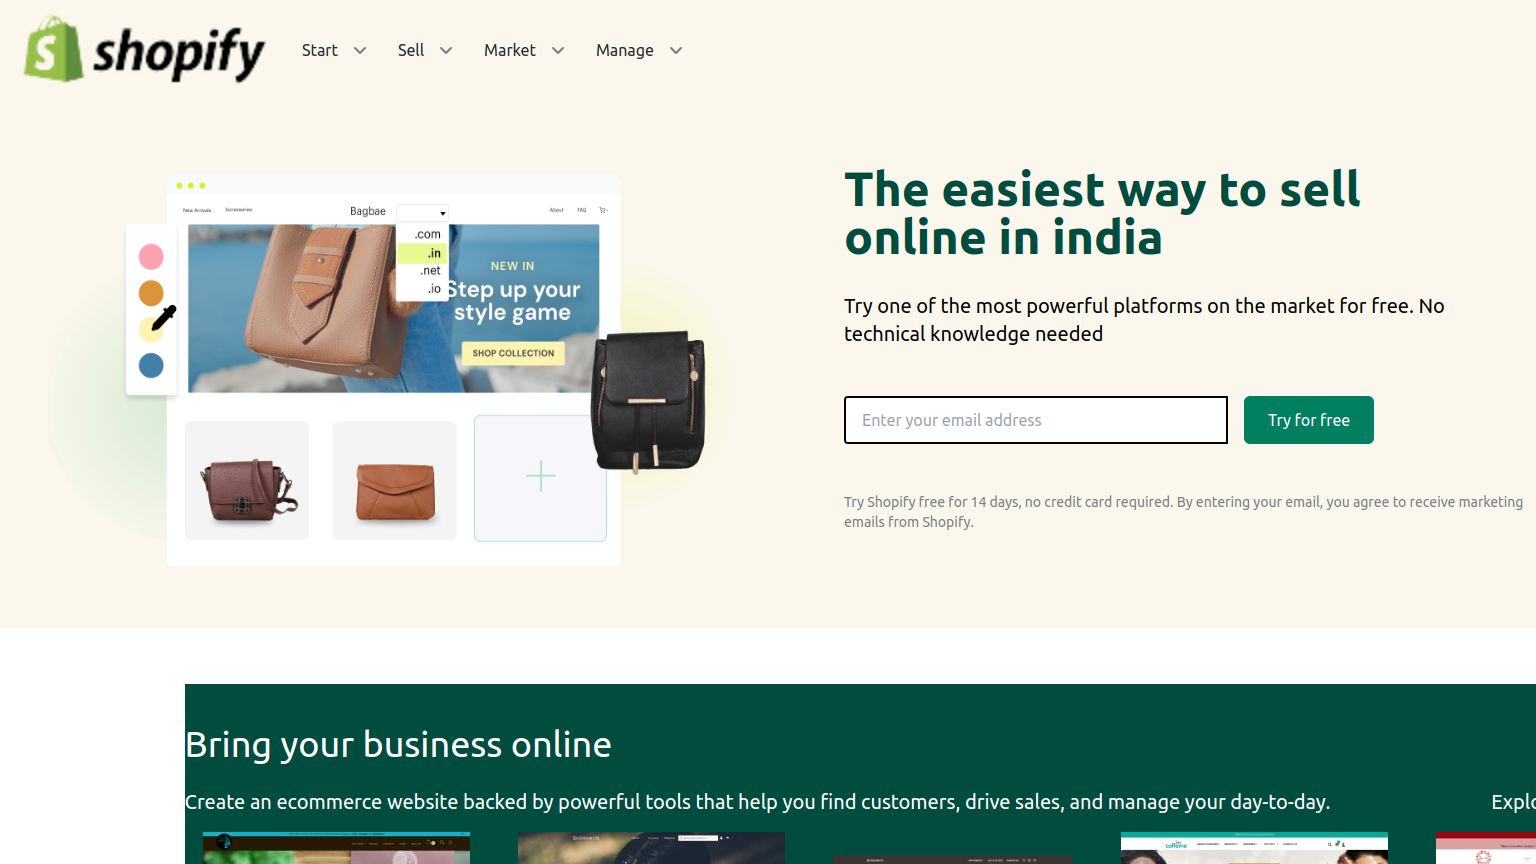 shopify
Start
Sell
Market
Manage
New Arrivals
Accessories
Bagbae
About
FAQ
.com
.in
.net
.io
NEW IN
Step up your
style game
SHOP COLLECTION
The easiest way to sell
online in india
Try one of the most powerful platforms on the market for free. No
technical knowledge needed
Enter your email address
Try for free
Try Shopify free for 14 days, no credit card required. By entering your email, you agree to receive marketing
emails from Shopify.
Bring your business online
Create an ecommerce website backed by powerful tools that help you find customers, drive sales, and manage your day-to-day.
Explo